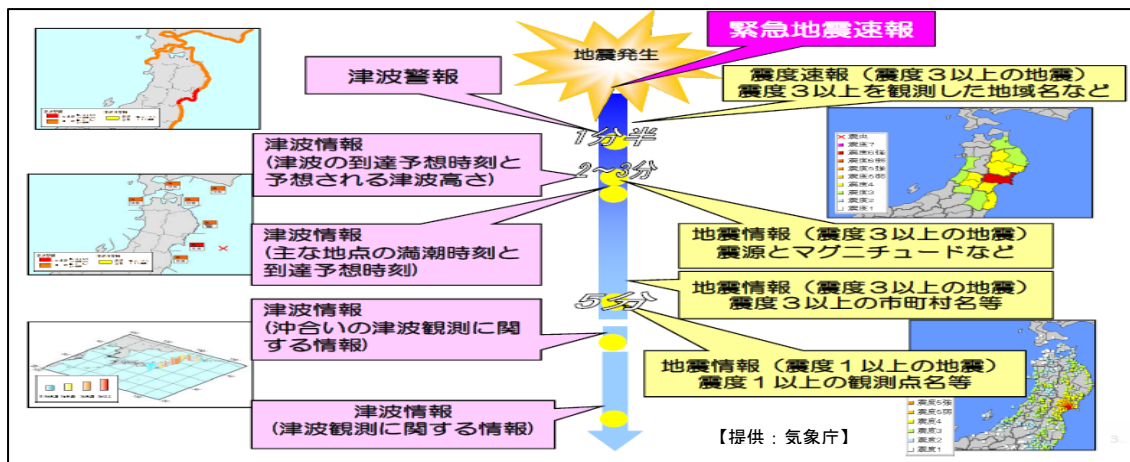 緊急地震速報
地震発生
津波警報
震度速報（震度３以上の地震）
震度３以上を観測した地域名など
1分半
津波情報
(津波の到達予想時刻と
予想される津波高さ)
2～3分
震央
震度7
震度6強
震度6弱
震度5強
震度5弱
震度4
震度3
震度2
震度1
津波情報
(主な地点の満潮時刻と
到達予想時刻)
地震情報（震度３以上の地震）
震源とマグニチュードなど
地震情報（震度３以上の地震）
震度３以上の市町村名等
5分
津波情報
(沖合いの津波観測に関
する情報)
地震情報（震度１以上の地震）
震度１以上の観測点名等
震度5強
震度5弱
震度4
震度3
震度2
震度1
津波情報
(津波観測に関する情報)
【提供：気象庁】